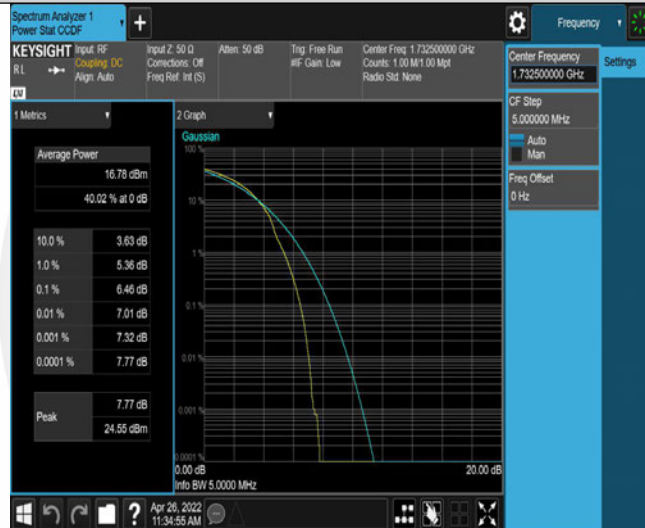 Spectrum Analyzer 1
Power Stat CCDF
Frequency
KEYSIGHT
R L
Input: RF
Coupling: DC
Align: Auto
Input Z: 50 Ω
Corrections: Off
Freq Ref: Int (S)
Atten: 50 dB
Trig: Free Run
#IF Gain: Low
Center Freq: 1.732500000 GHz
Counts: 1.00 M/1.00 Mpt
Radio Std: None
Center Frequency
1.732500000 GHz
Settings
CF Step
5.000000 MHz
Auto
Man
Freq Offset
0 Hz
1 Metrics
Average Power
16.78 dBm
40.02 % at 0 dB
10.0 % 3.63 dB
1.0 % 5.36 dB
0.1 % 6.46 dB
0.01 % 7.01 dB
0.001 % 7.32 dB
0.0001 % 7.77 dB
Peak
7.77 dB
24.55 dBm
2 Graph
Gaussian
100 %
10 %
1 %
0.1 %
0.01 %
0.001 %
0.0001 %
0.00 dB 20.00 dB
Info BW 5.0000 MHz
?
Apr 26, 2022
11:34:55 AM